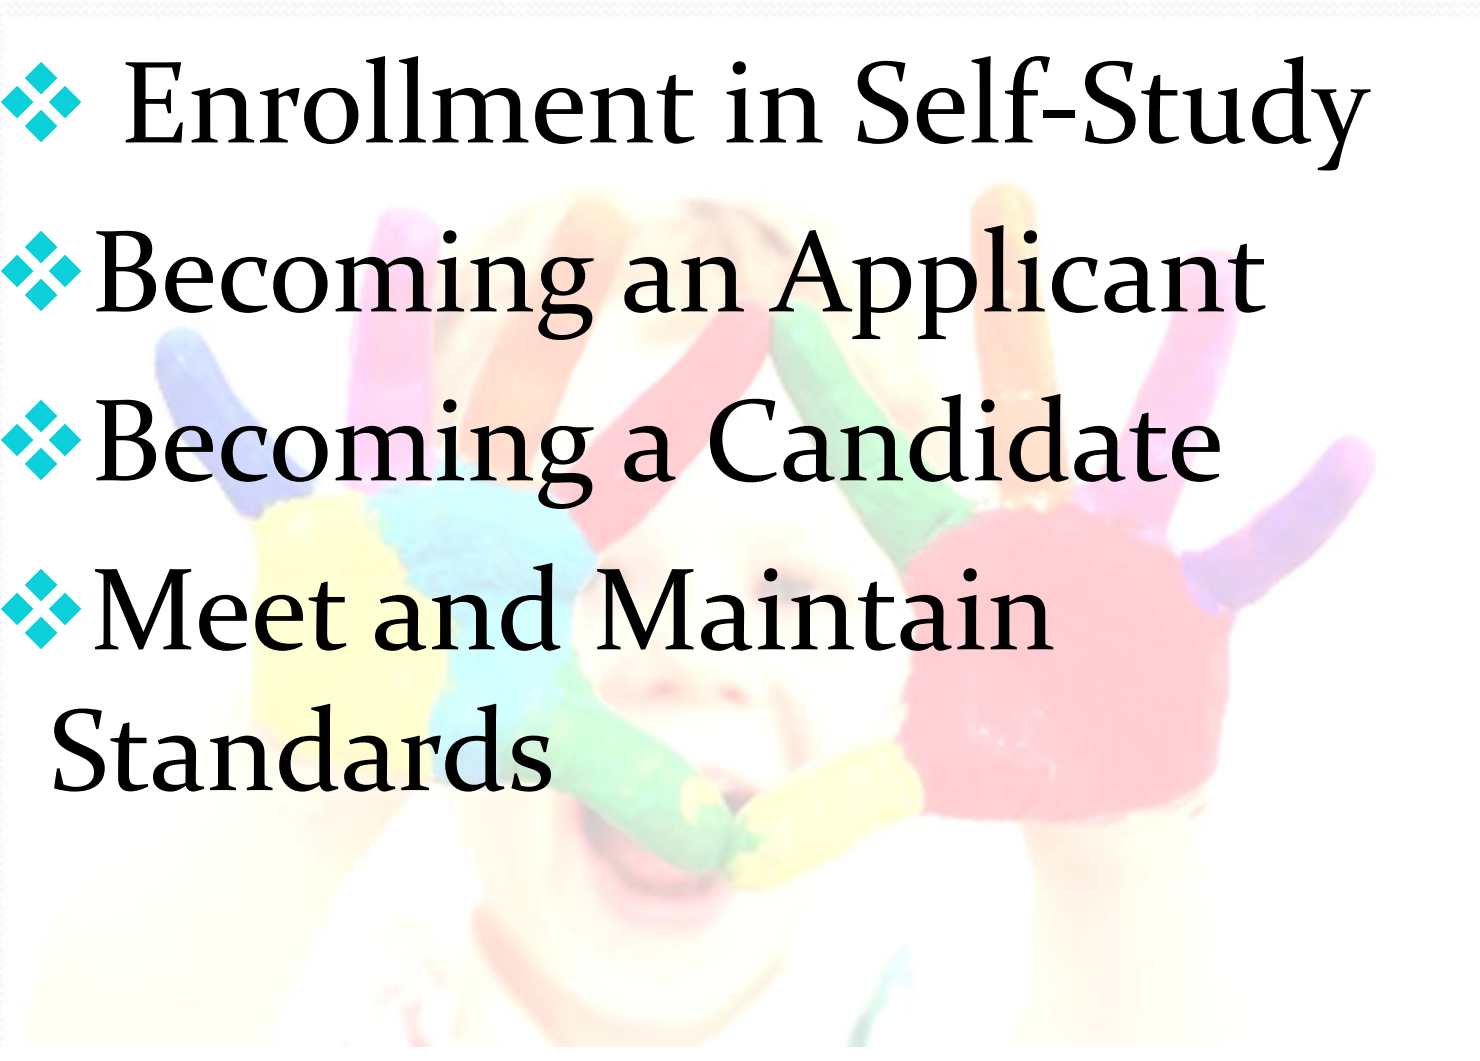 ❖ Enrollment in Self-Study
❖ Becoming an Applicant
❖ Becoming a Candidate
❖ Meet and Maintain
Standards